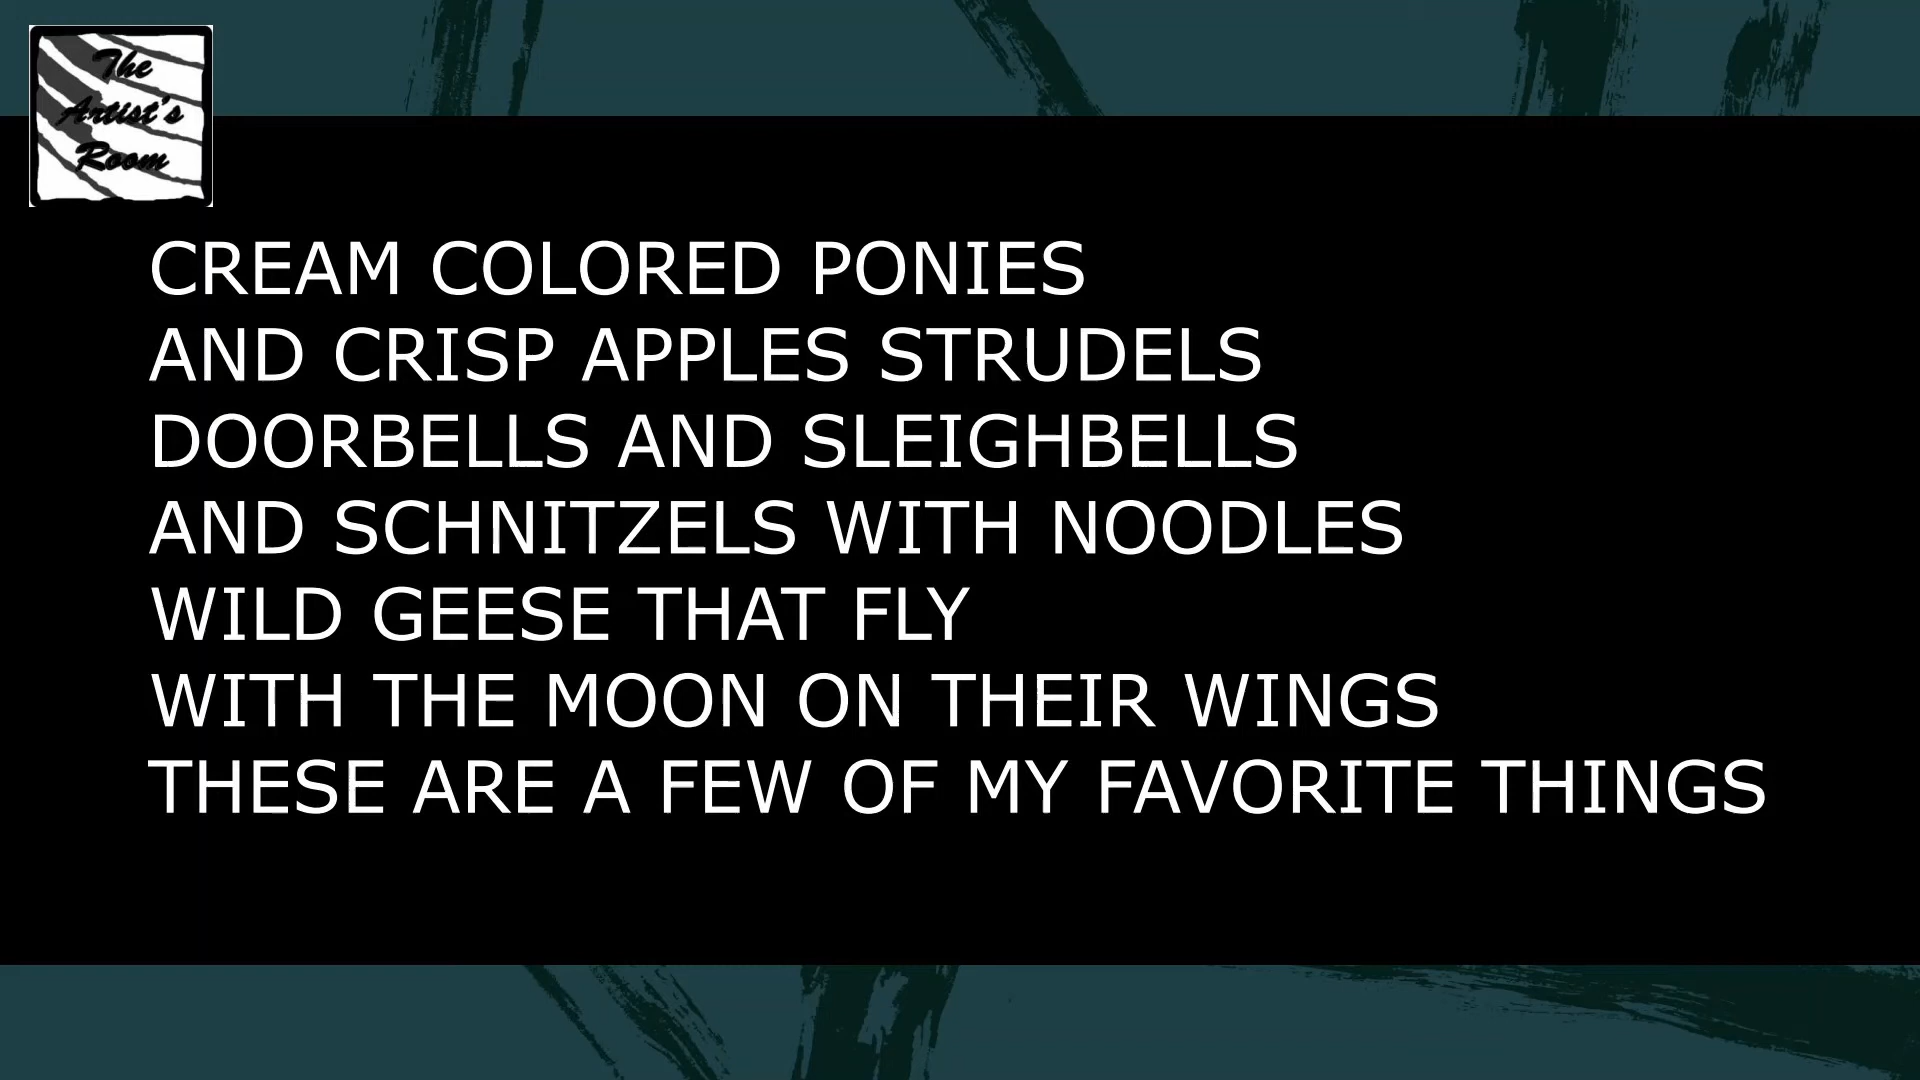 The
Artist's
Room
CREAM COLORED PONIES
AND CRISP APPLES STRUDELS
DOORBELLS AND SLEIGHBELLS
AND SCHNITZELS WITH NOODLES
WILD GEESE THAT FLY
WITH THE MOON ON THEIR WINGS
THESE ARE A FEW OF MY FAVORITE THINGS